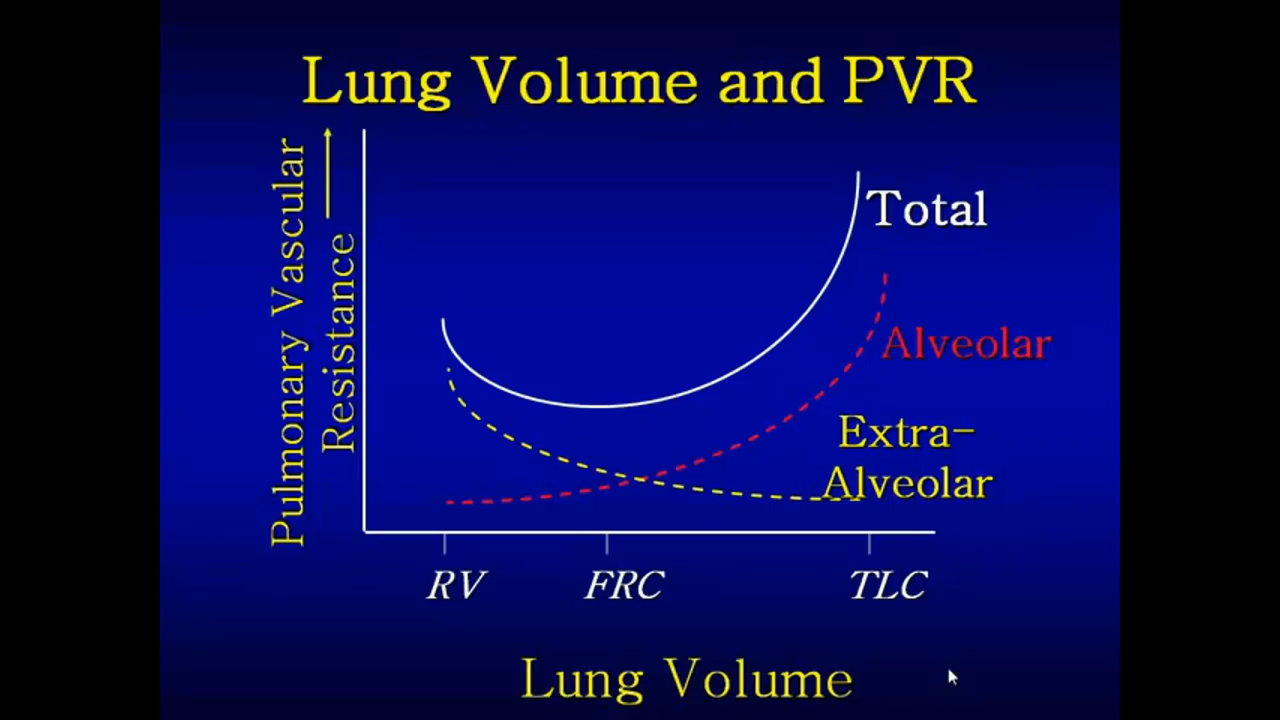 Lung Volume and PVR
Pulmonary Vascular
Resistance
Total
Alveolar
Extra-
Alveolar
RV
FRC
TLC
Lung Volume